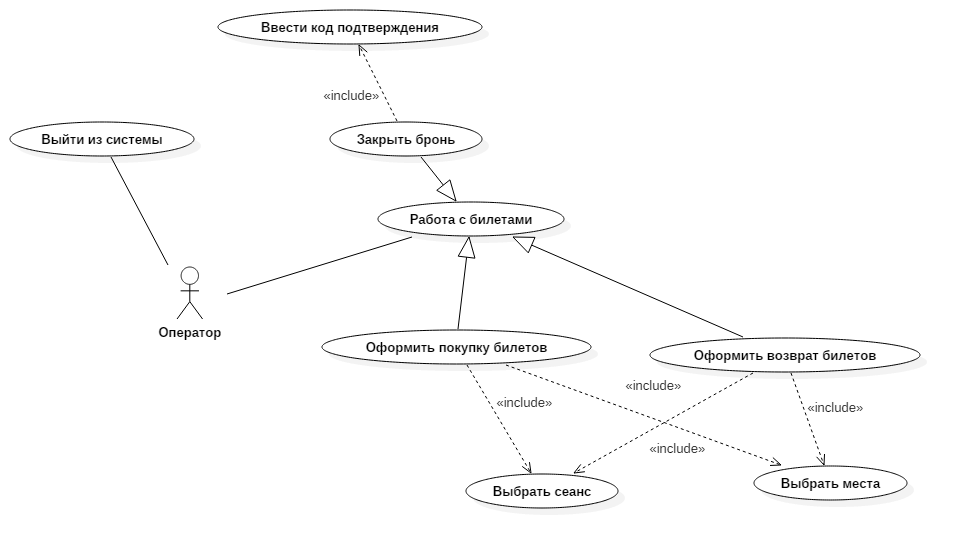 Ввести код подтверждения
«include»
Выйти из системы
Закрыть бронь
Работа с билетами
Оператор
Оформить покупку билетов
Оформить возврат билетов
«include»
«include»
«include»
«include»
Выбрать сеанс
Выбрать места